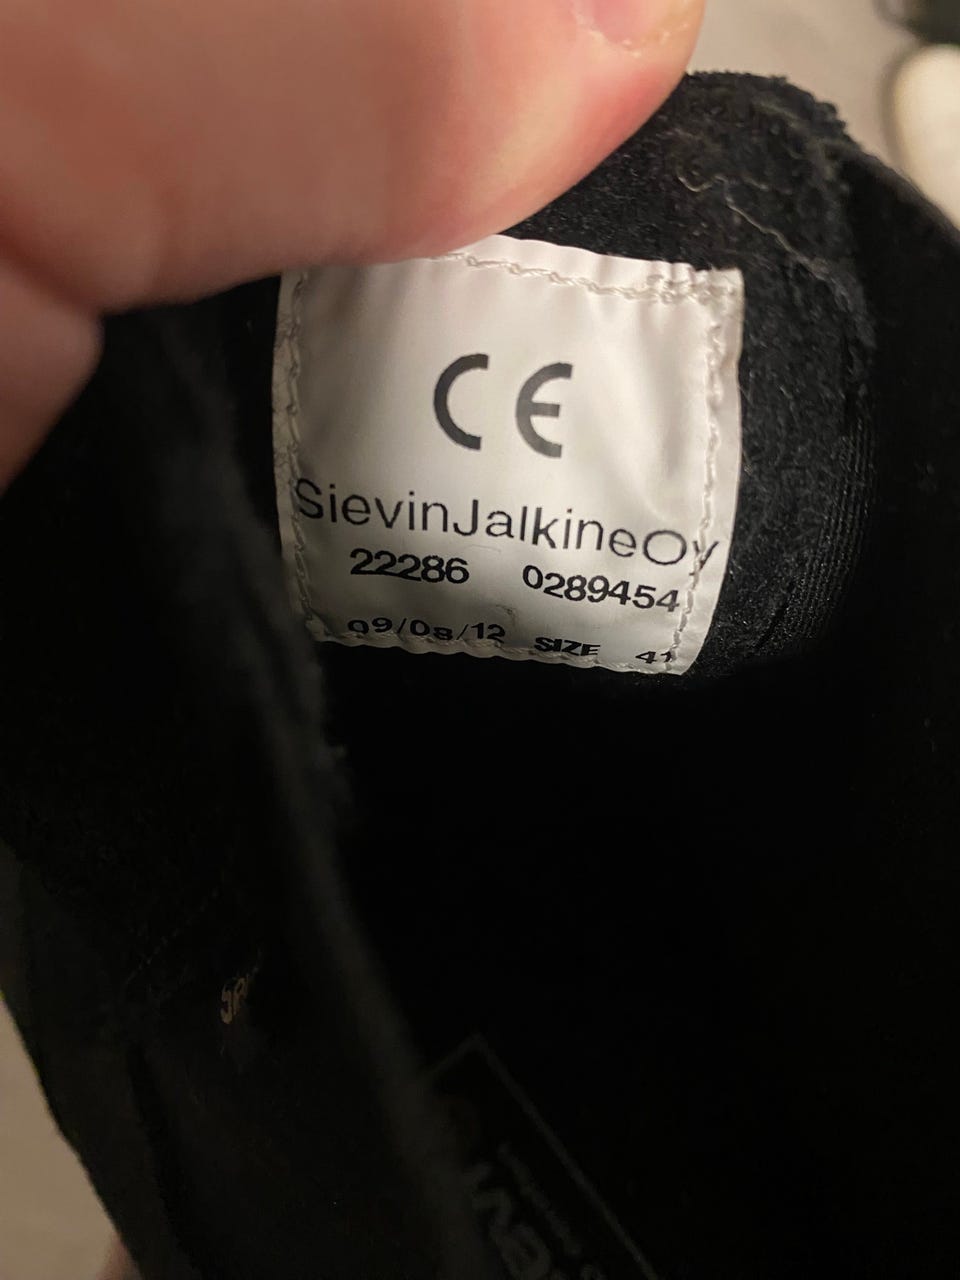 CE
SievinJalkineOy
22286 0289454
09/08/12 SIZE 41